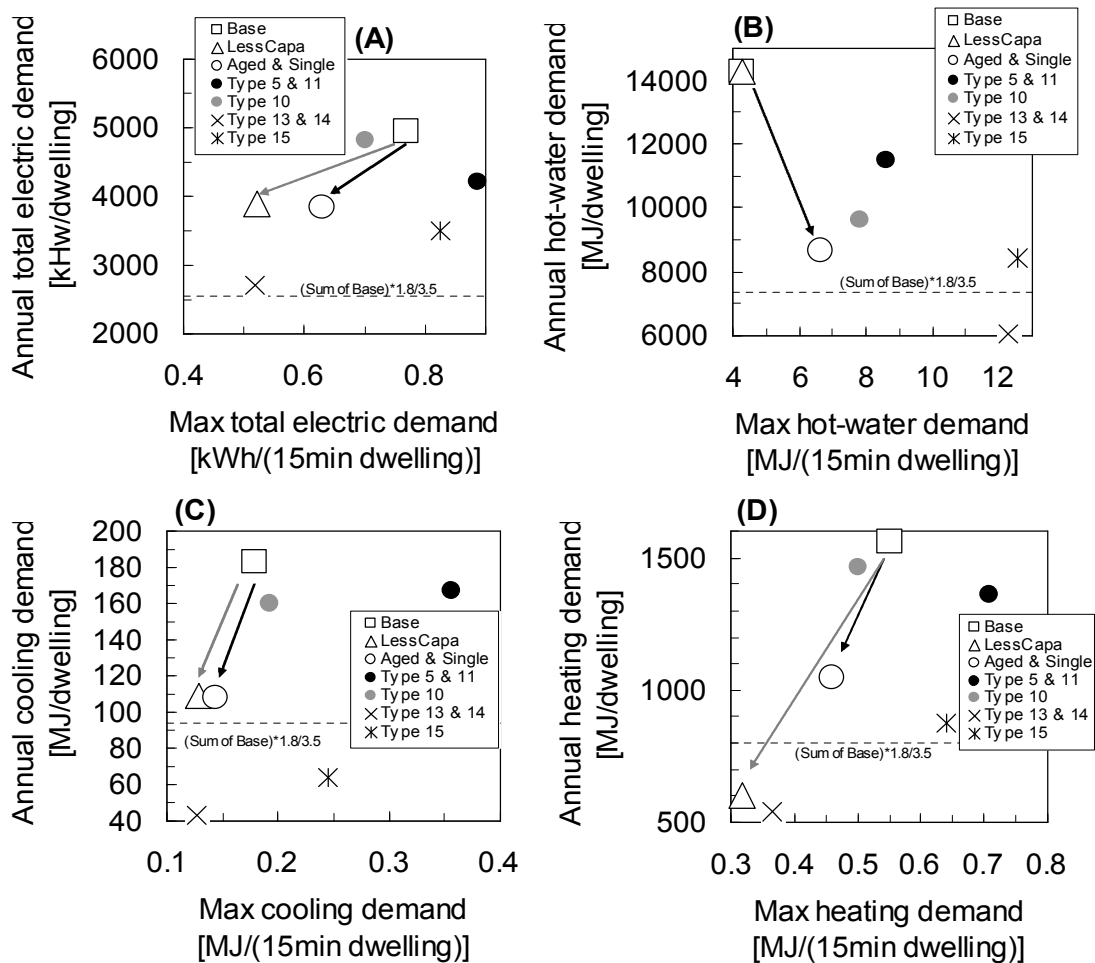 (A)
Base
LessCapa
Aged & Single
Type 5 & 11
Type 10
Type 13 & 14
Type 15
Annual total electric demand
[kHw/dwelling]
6000
5000
4000
3000
2000
(Sum of Base)*1.8/3.5
0.4 0.6 0.8
Max total electric demand
[kWh/(15min dwelling)]
(B)
Base
LessCapa
Aged & Single
Type 5 & 11
Type 10
Type 13 & 14
Type 15
Annual hot-water demand
[MJ/dwelling]
14000
12000
10000
8000
6000
(Sum of Base)*1.8/3.5
4 6 8 10 12
Max hot-water demand
[MJ/(15min dwelling)]
(C)
Annual cooling demand
[MJ/dwelling]
200
180
160
140
120
100
80
60
40
Base
LessCapa
Aged & Single
Type 5 & 11
Type 10
Type 13 & 14
Type 15
(Sum of Base)*1.8/3.5
0.1 0.2 0.3 0.4
Max cooling demand
[MJ/(15min dwelling)]
(D)
Annual heating demand
[MJ/dwelling]
1500
1000
500
Base
LessCapa
Aged & Single
Type 5 & 11
Type 10
Type 13 & 14
Type 15
(Sum of Base)*1.8/3.5
0.3 0.4 0.5 0.6 0.7 0.8
Max heating demand
[MJ/(15min dwelling)]